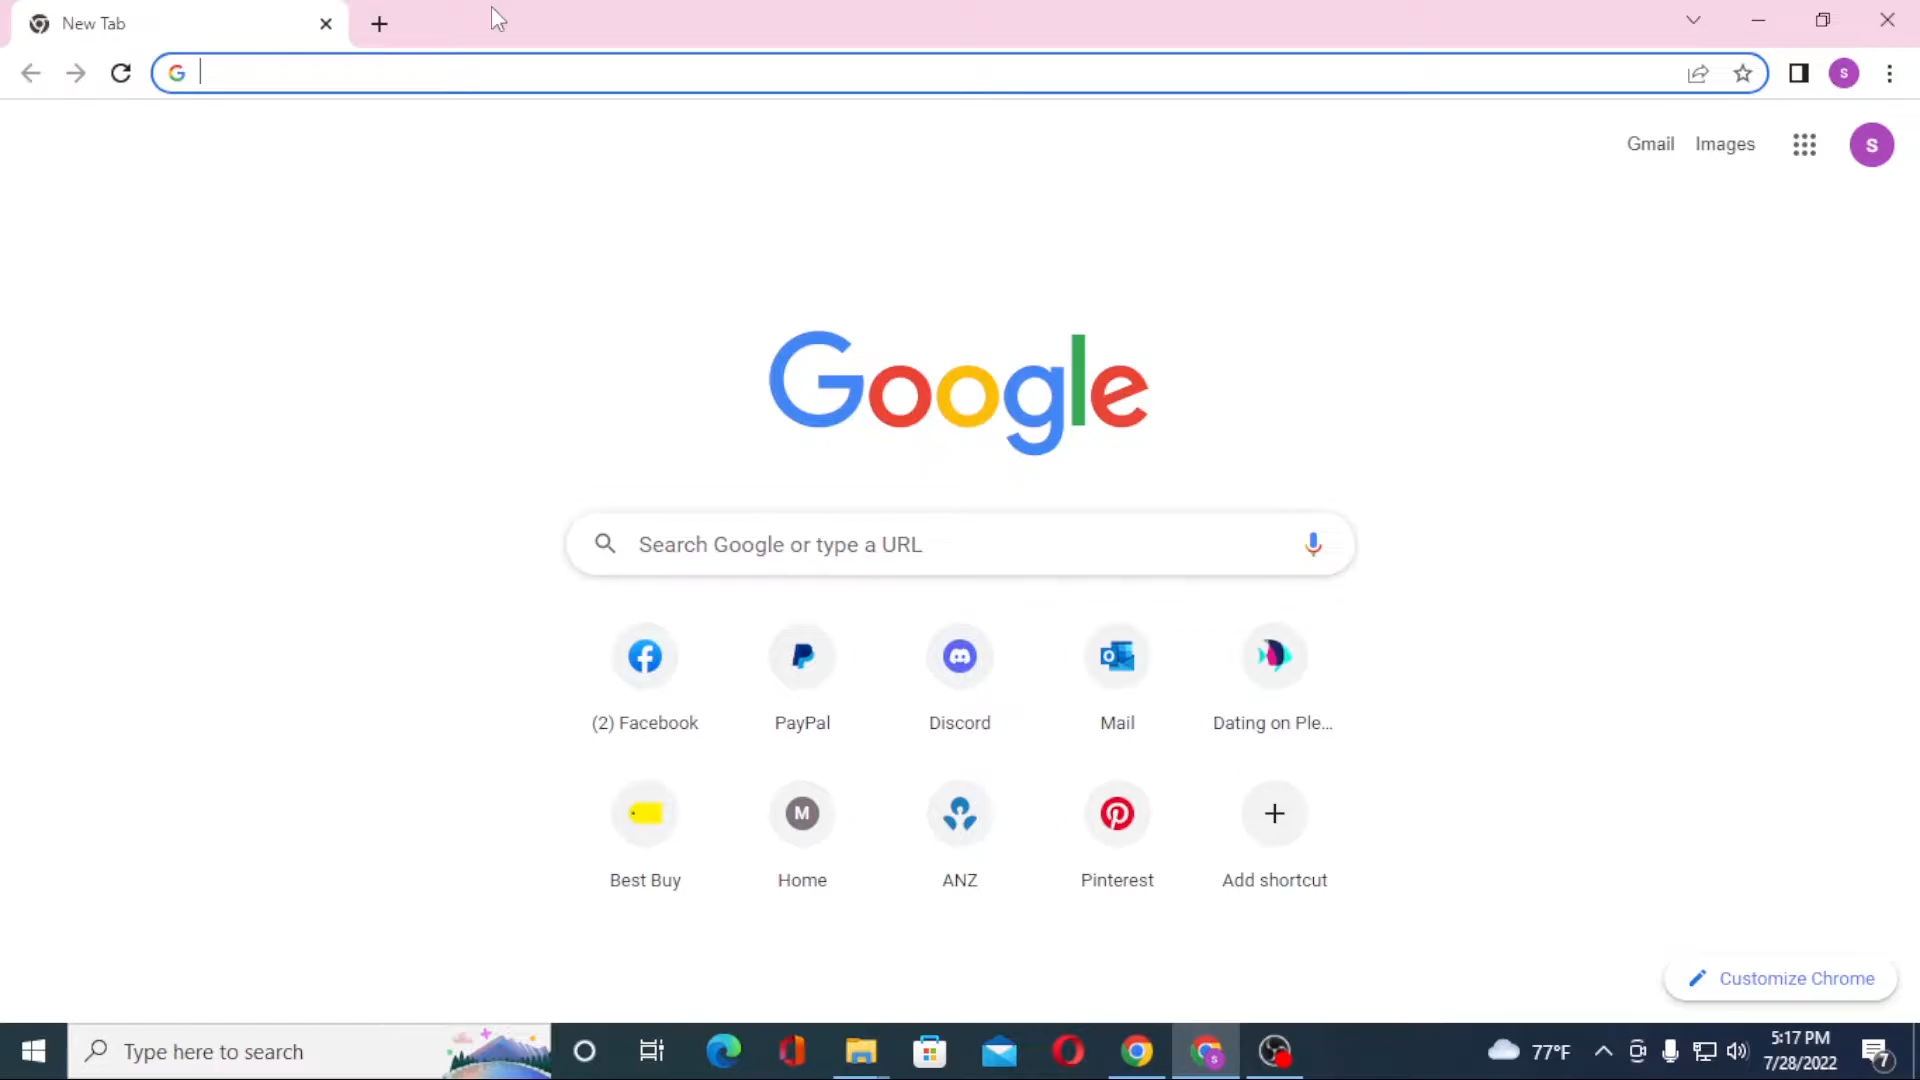 New Tab
S
Gmail Images
S
Google
Search Google or type a URL
(2) Facebook PayPal Discord Mail Dating on Ple...
M
Best Buy Home ANZ Pinterest Add shortcut
Customize Chrome
Type here to search
S
77°F
5:17 PM
7/28/2022
7